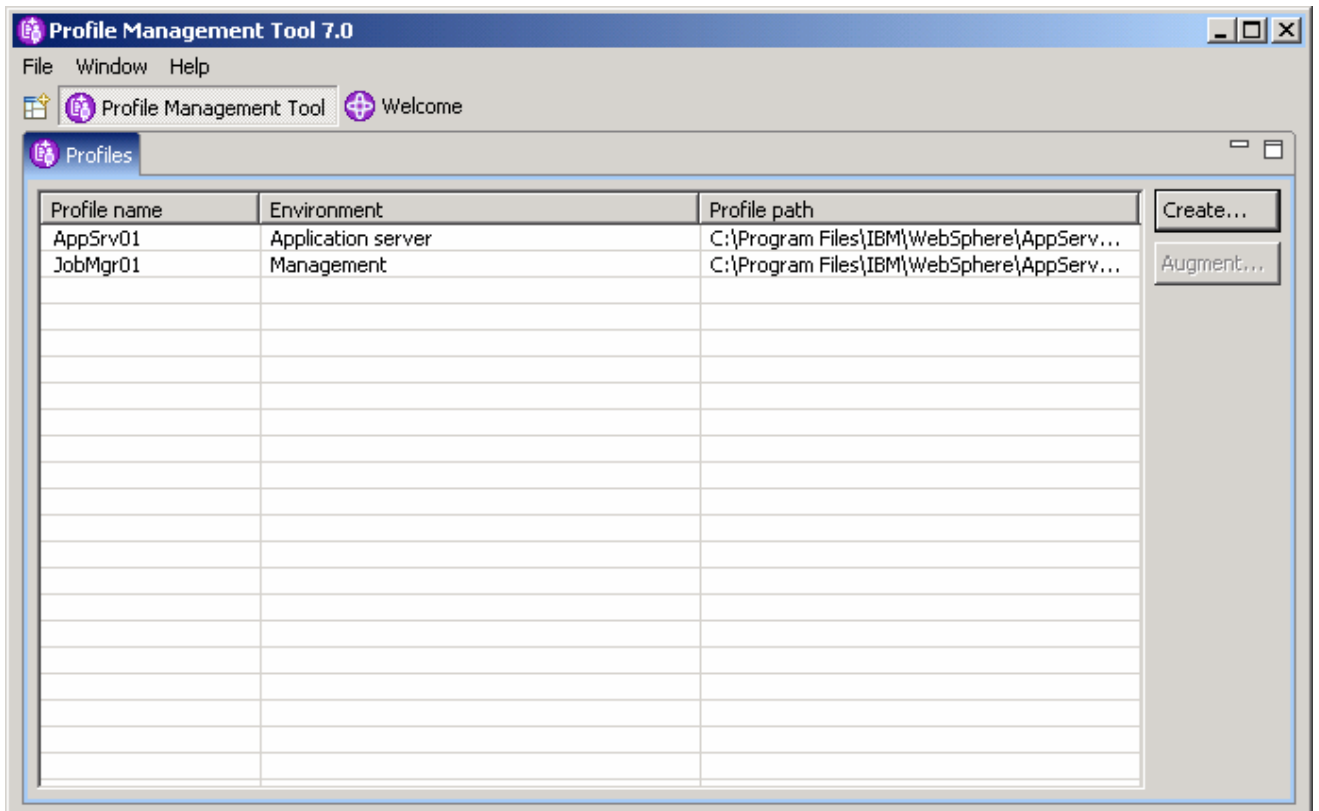 Profile Management Tool 7.0
File Window Help
Profile Management Tool Welcome
Profiles
Profile name Environment Profile path Create...
AppSrv01 Application server C:\Program Files\IBM\WebSphere\AppServ...
JobMgr01 Management C:\Program Files\IBM\WebSphere\AppServ... Augment...